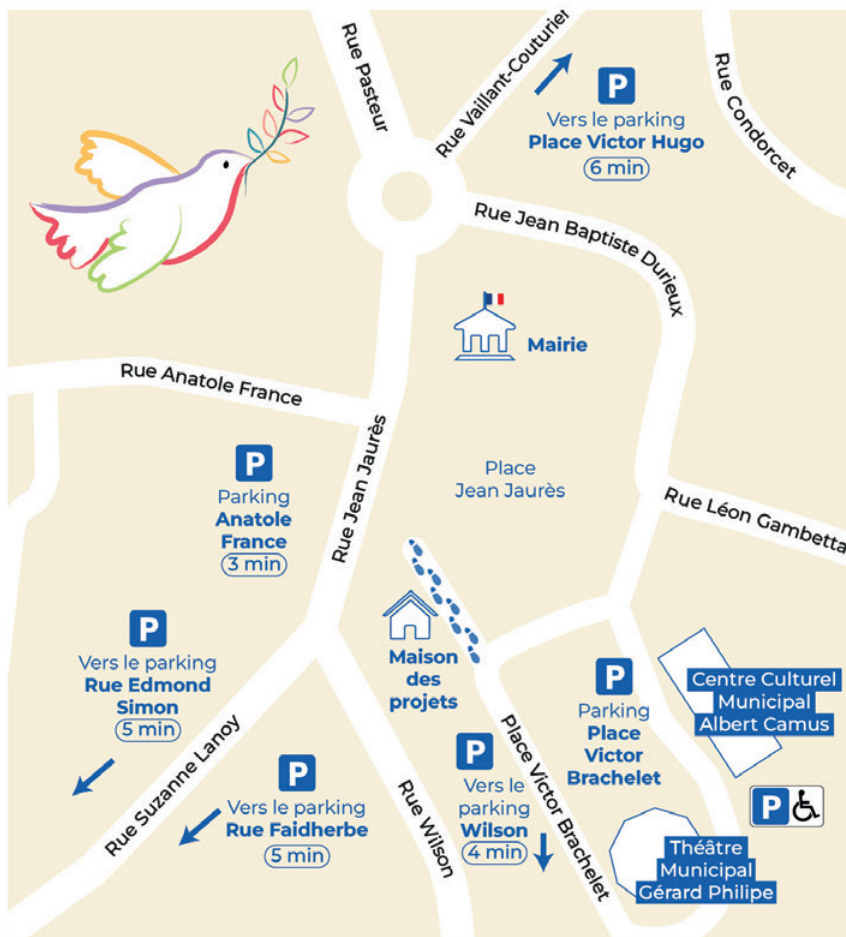 Rue Pasteur
Rue Vaillant-Couturier
P
Vers le parking
Place Victor Hugo
6 min
Rue Condorcet
Rue Jean Baptiste Durieux
Mairie
Rue Anatole France
Rue Jean Jaurès
Place
Jean Jaurès
P
Parking
Anatole
France
3 min
Rue Léon Gambetta
P
Vers le parking
Rue Edmond
Simon
5 min
Maison
des
projets
P
Parking
Place
Victor
Brachelet
Centre Culturel
Municipal
Albert Camus
Rue Suzanne Lanoy
P
Vers le parking
Rue Faidherbe
5 min
Rue Wilson
P
Vers le
parking
Wilson
4 min
Place Victor Brachelet
P
Théâtre
Municipal
Gérard Philipe